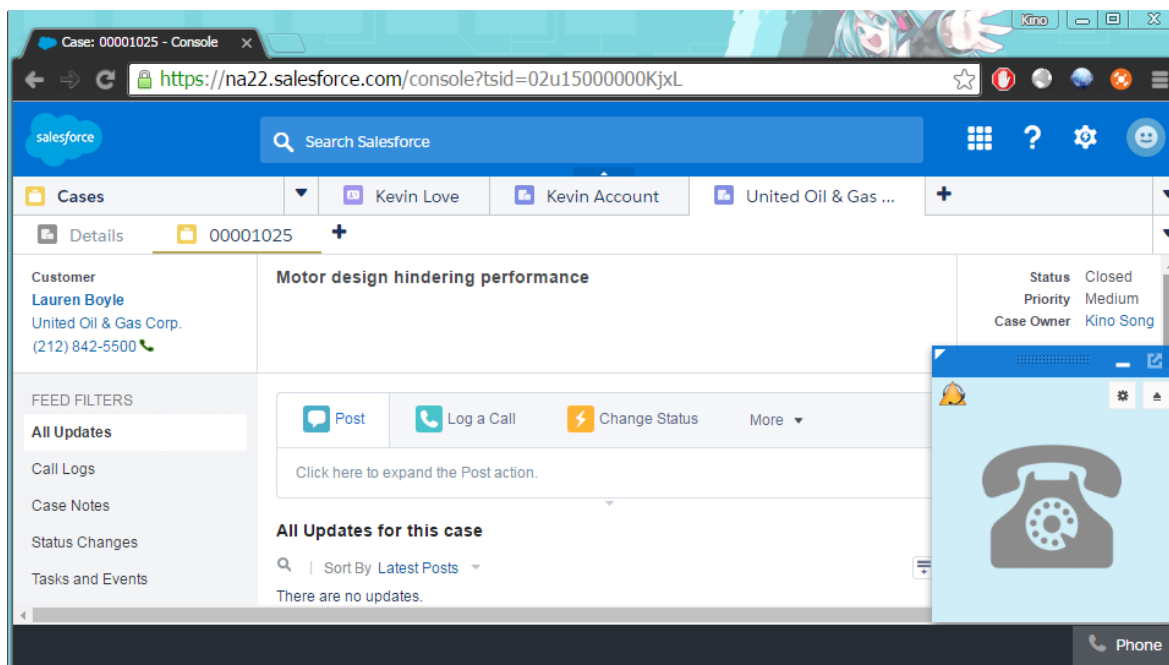 Kino
Case: 00001025 - Console
https://na22.salesforce.com/console?tsid=02u15000000KjxL
salesforce
Search Salesforce
Cases
Kevin Love
Kevin Account
United Oil & Gas ...
Details
00001025
Customer
Lauren Boyle
United Oil & Gas Corp.
(212) 842-5500
Motor design hindering performance
Status Closed
Priority Medium
Case Owner Kino Song
FEED FILTERS
All Updates
Call Logs
Case Notes
Status Changes
Tasks and Events
Post
Log a Call
Change Status
More
Click here to expand the Post action.
All Updates for this case
Sort By Latest Posts
There are no updates.
Phone